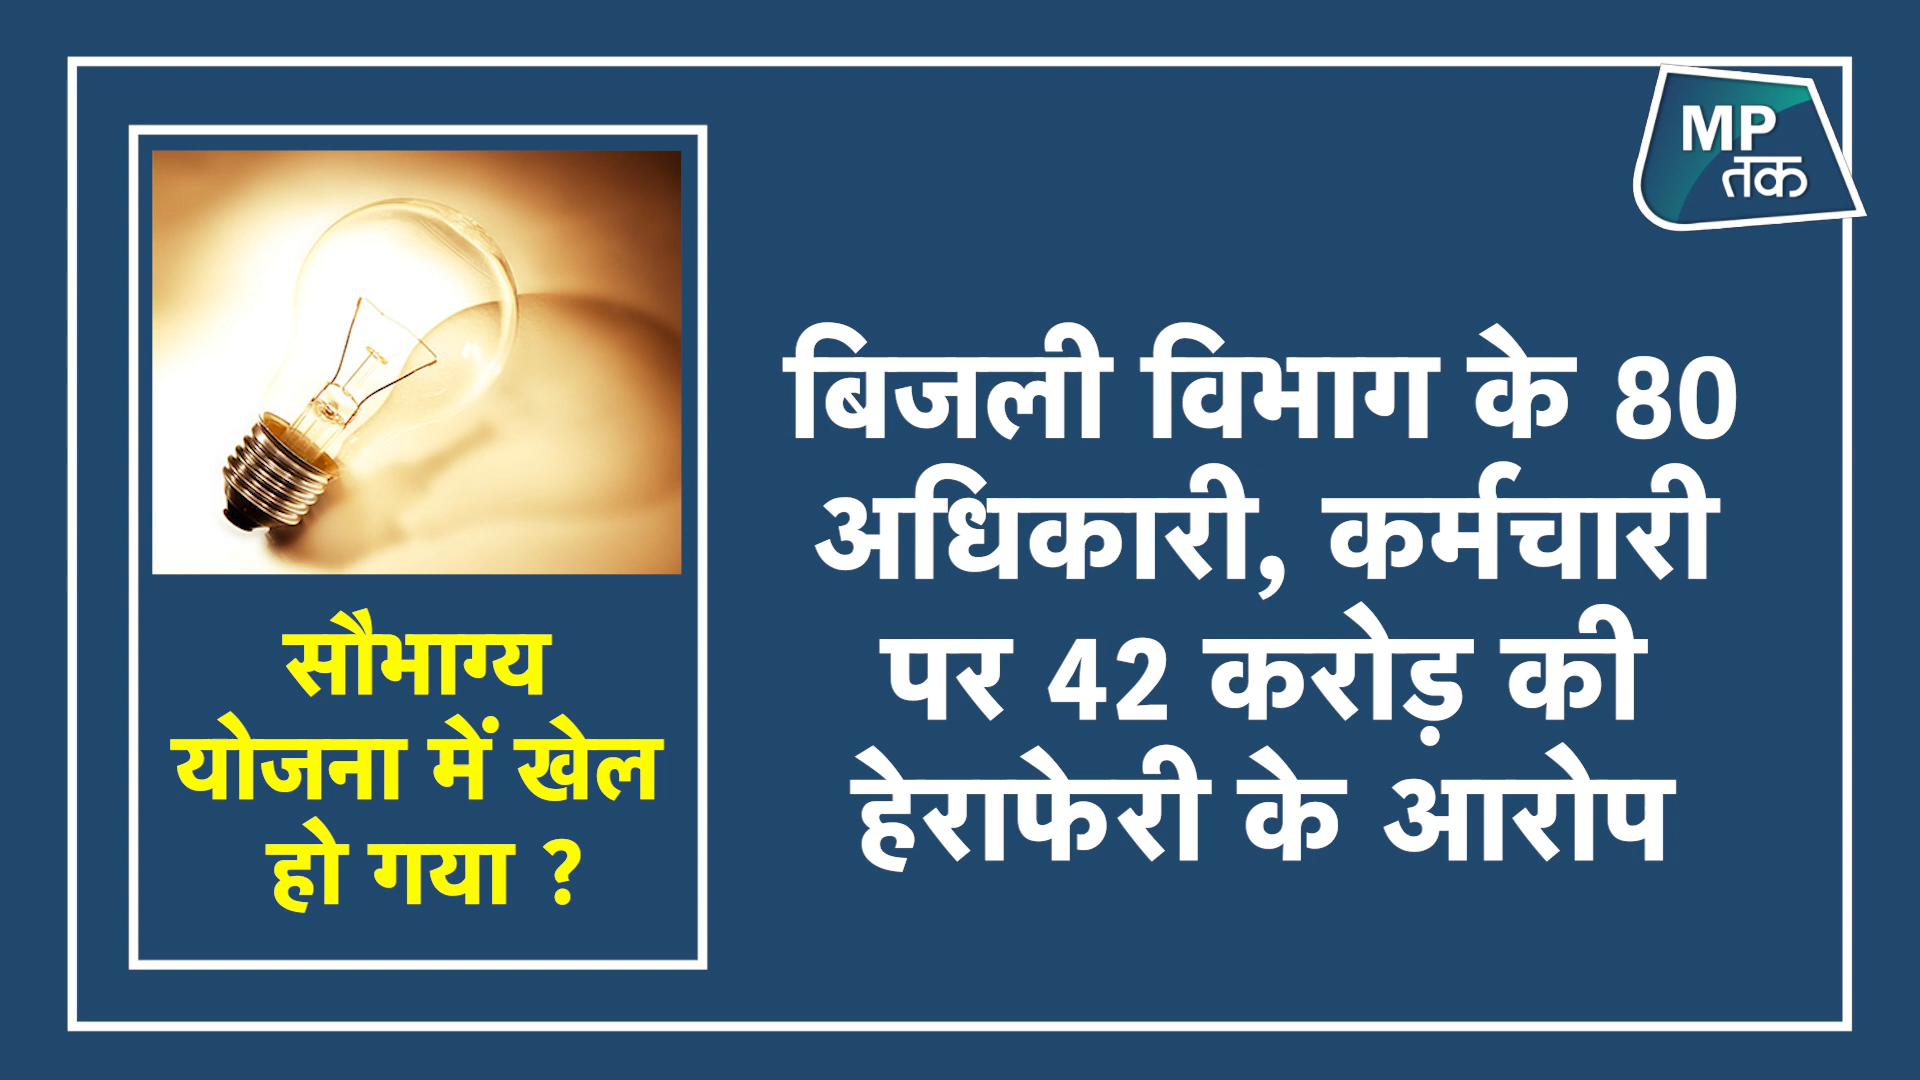 MP
तक
सौभाग्य
योजना में खेल
हो गया ?
बिजली विभाग के 80
अधिकारी, कर्मचारी
पर 42 करोड़ की
हेराफेरी के आरोप